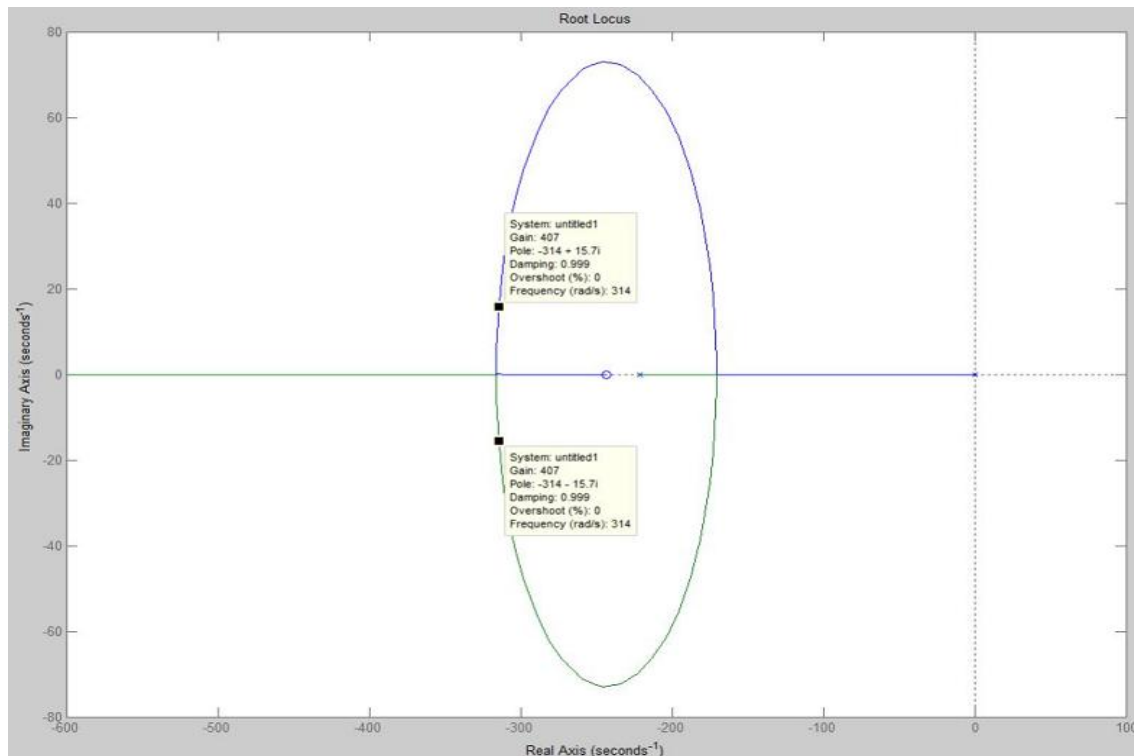 Root Locus
80
60
40
20
0
-20
-40
-60
-80
Imaginary Axis (seconds⁻¹)
System: untitled1
Gain: 407
Pole: -314 + 15.7i
Damping: 0.999
Overshoot (%): 0
Frequency (rad/s): 314
System: untitled1
Gain: 407
Pole: -314 - 15.7i
Damping: 0.999
Overshoot (%): 0
Frequency (rad/s): 314
-600
-500
-400
-300
-200
-100
0
100
Real Axis (seconds⁻¹)